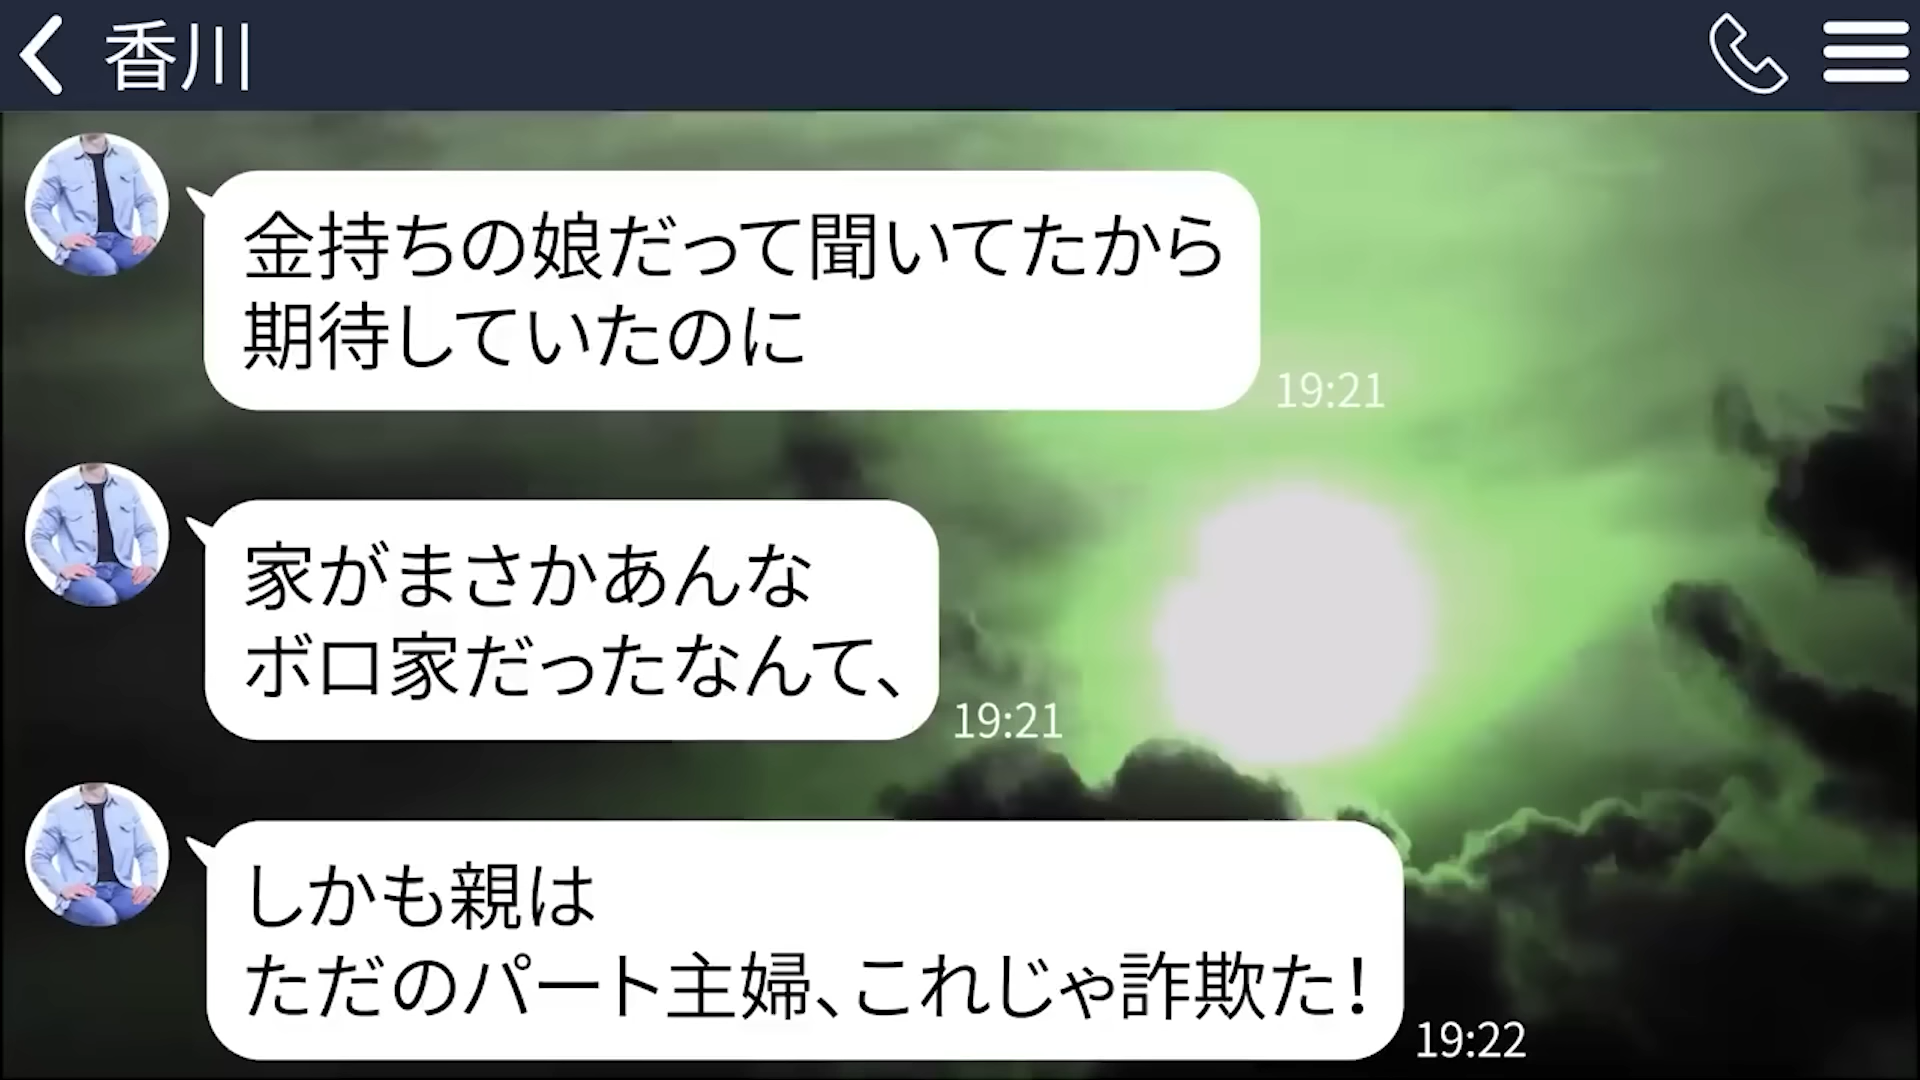 香川
金持ちの娘だって聞いてたから
期待していたのに
19:21
家がまさかあんな
ボロ家だったなんて、
19:21
しかも親は
ただのパート主婦、これじゃ詐欺た！
19:22